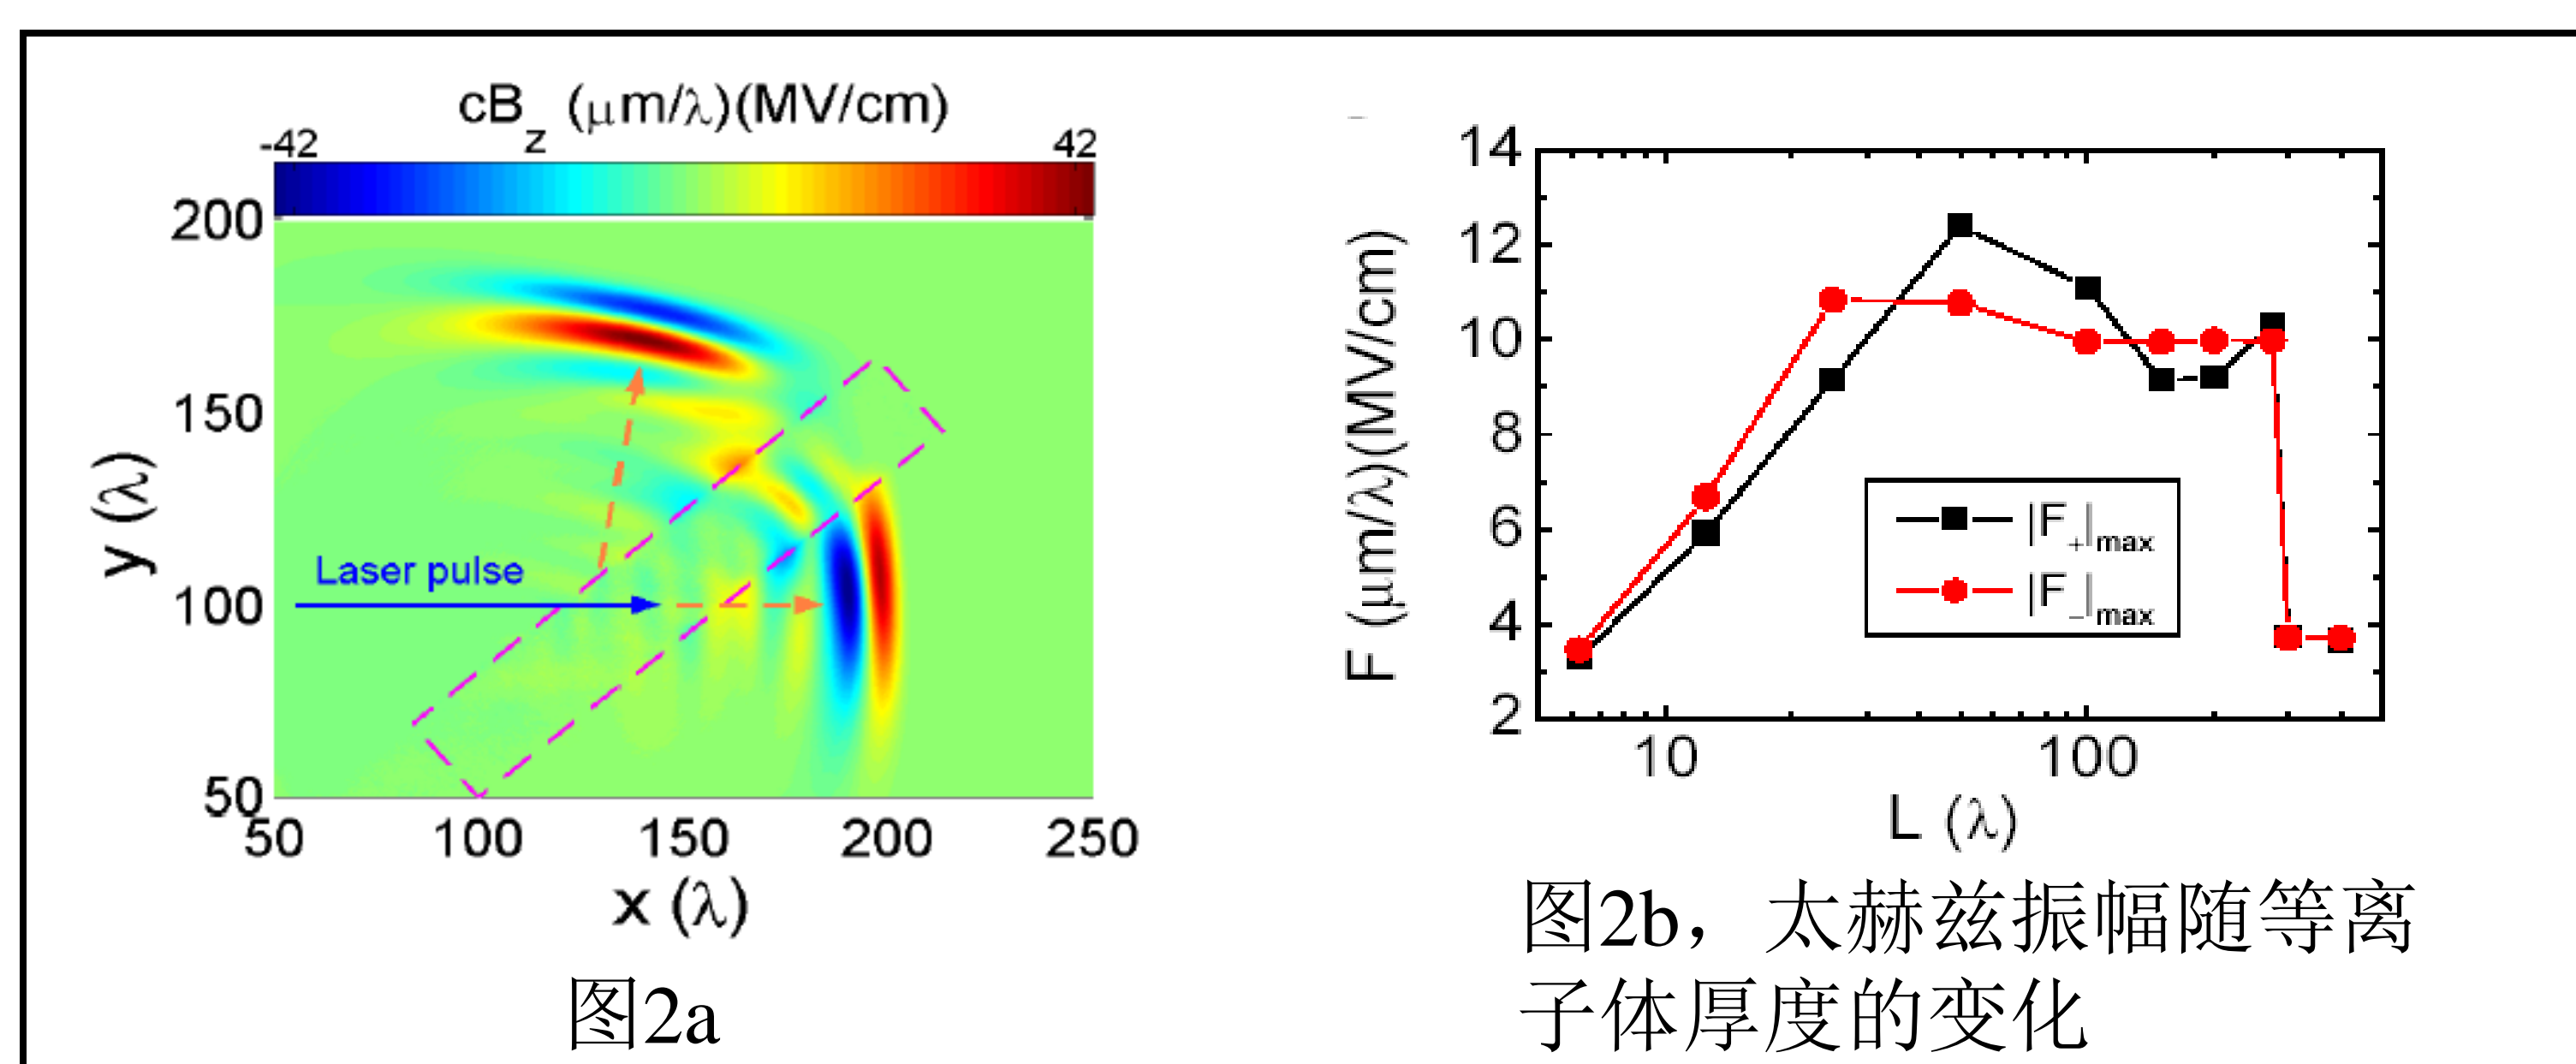 cB_z (μm/λ)(MV/cm)
-42 42
200
150
100
50
y (λ)
Laser pulse
50 100 150 200 250
x (λ)
图2a
14
12
10
8
6
4
2
F (μm/λ)(MV/cm)
|F_+|_max
|F_−|_max
10 100
L (λ)
图2b，太赫兹振幅随等离
子体厚度的变化